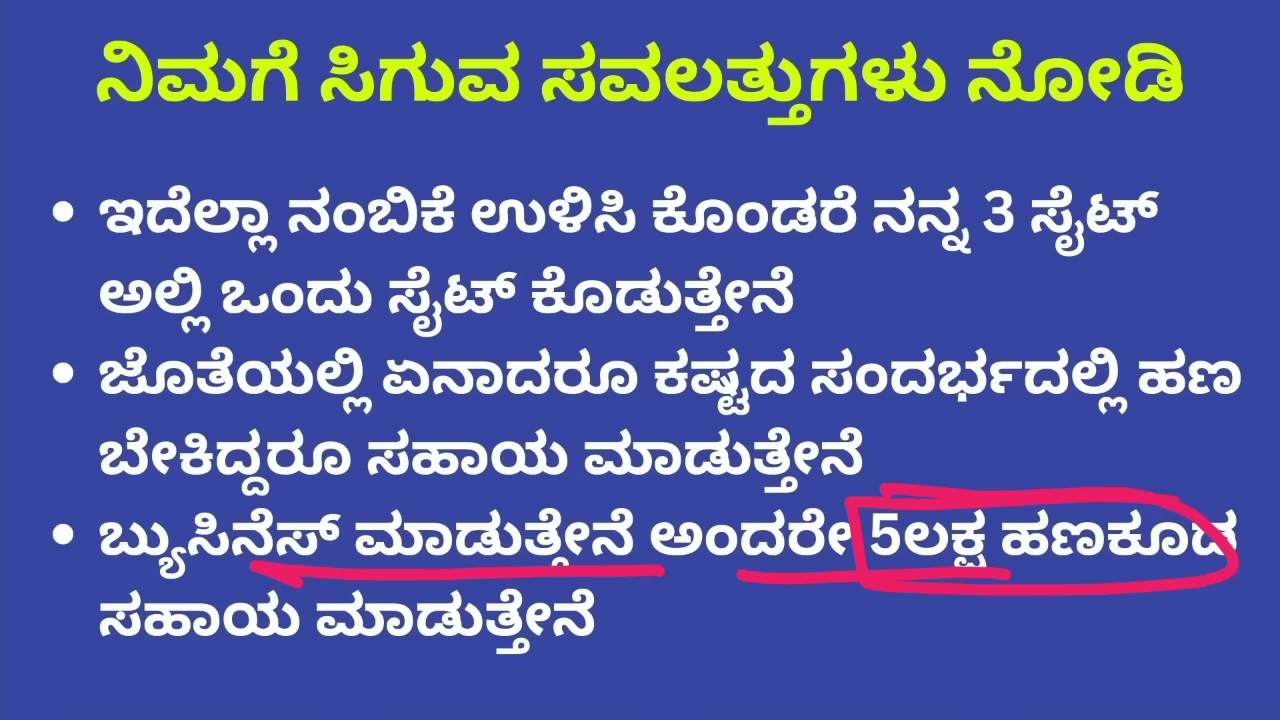 ನಿಮಗೆ ಸಿಗುವ ಸವಲತ್ತುಗಳು ನೋಡಿ
• ಇದೆಲ್ಲಾ ನಂಬಿಕೆ ಉಳಿಸಿ ಕೊಂಡರೆ ನನ್ನ 3 ಸೈಟ್
ಅಲ್ಲಿ ಒಂದು ಸೈಟ್ ಕೊಡುತ್ತೇನೆ
• ಜೊತೆಯಲ್ಲಿ ಏನಾದರೂ ಕಷ್ಟದ ಸಂದರ್ಭದಲ್ಲಿ ಹಣ
ಬೇಕಿದ್ದರೂ ಸಹಾಯ ಮಾಡುತ್ತೇನೆ
• ಬ್ಯುಸಿನೆಸ್ ಮಾಡುತ್ತೇನೆ ಅಂದರೇ 5ಲಕ್ಷ ಹಣಕೂಡ
ಸಹಾಯ ಮಾಡುತ್ತೇನೆ